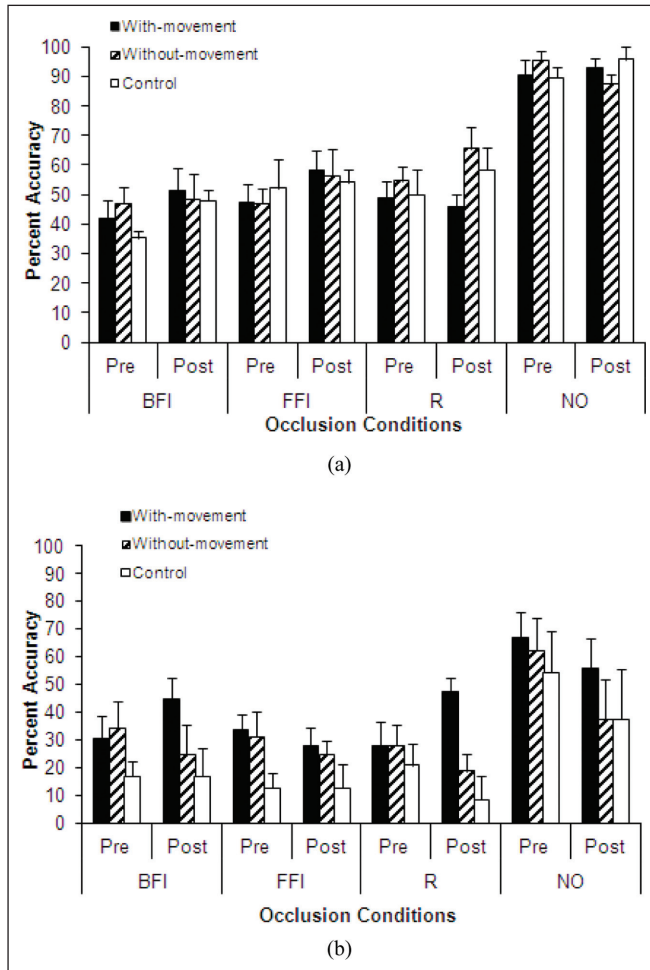 With-movement
Without-movement
Control
100
90
80
70
60
50
40
30
20
10
0
Percent Accuracy
Pre Post Pre Post Pre Post Pre Post
BFI FFI R NO
Occlusion Conditions
(a)
With-movement
Without-movement
Control
100
90
80
70
60
50
40
30
20
10
0
Percent Accuracy
Pre Post Pre Post Pre Post Pre Post
BFI FFI R NO
Occlusion Conditions
(b)